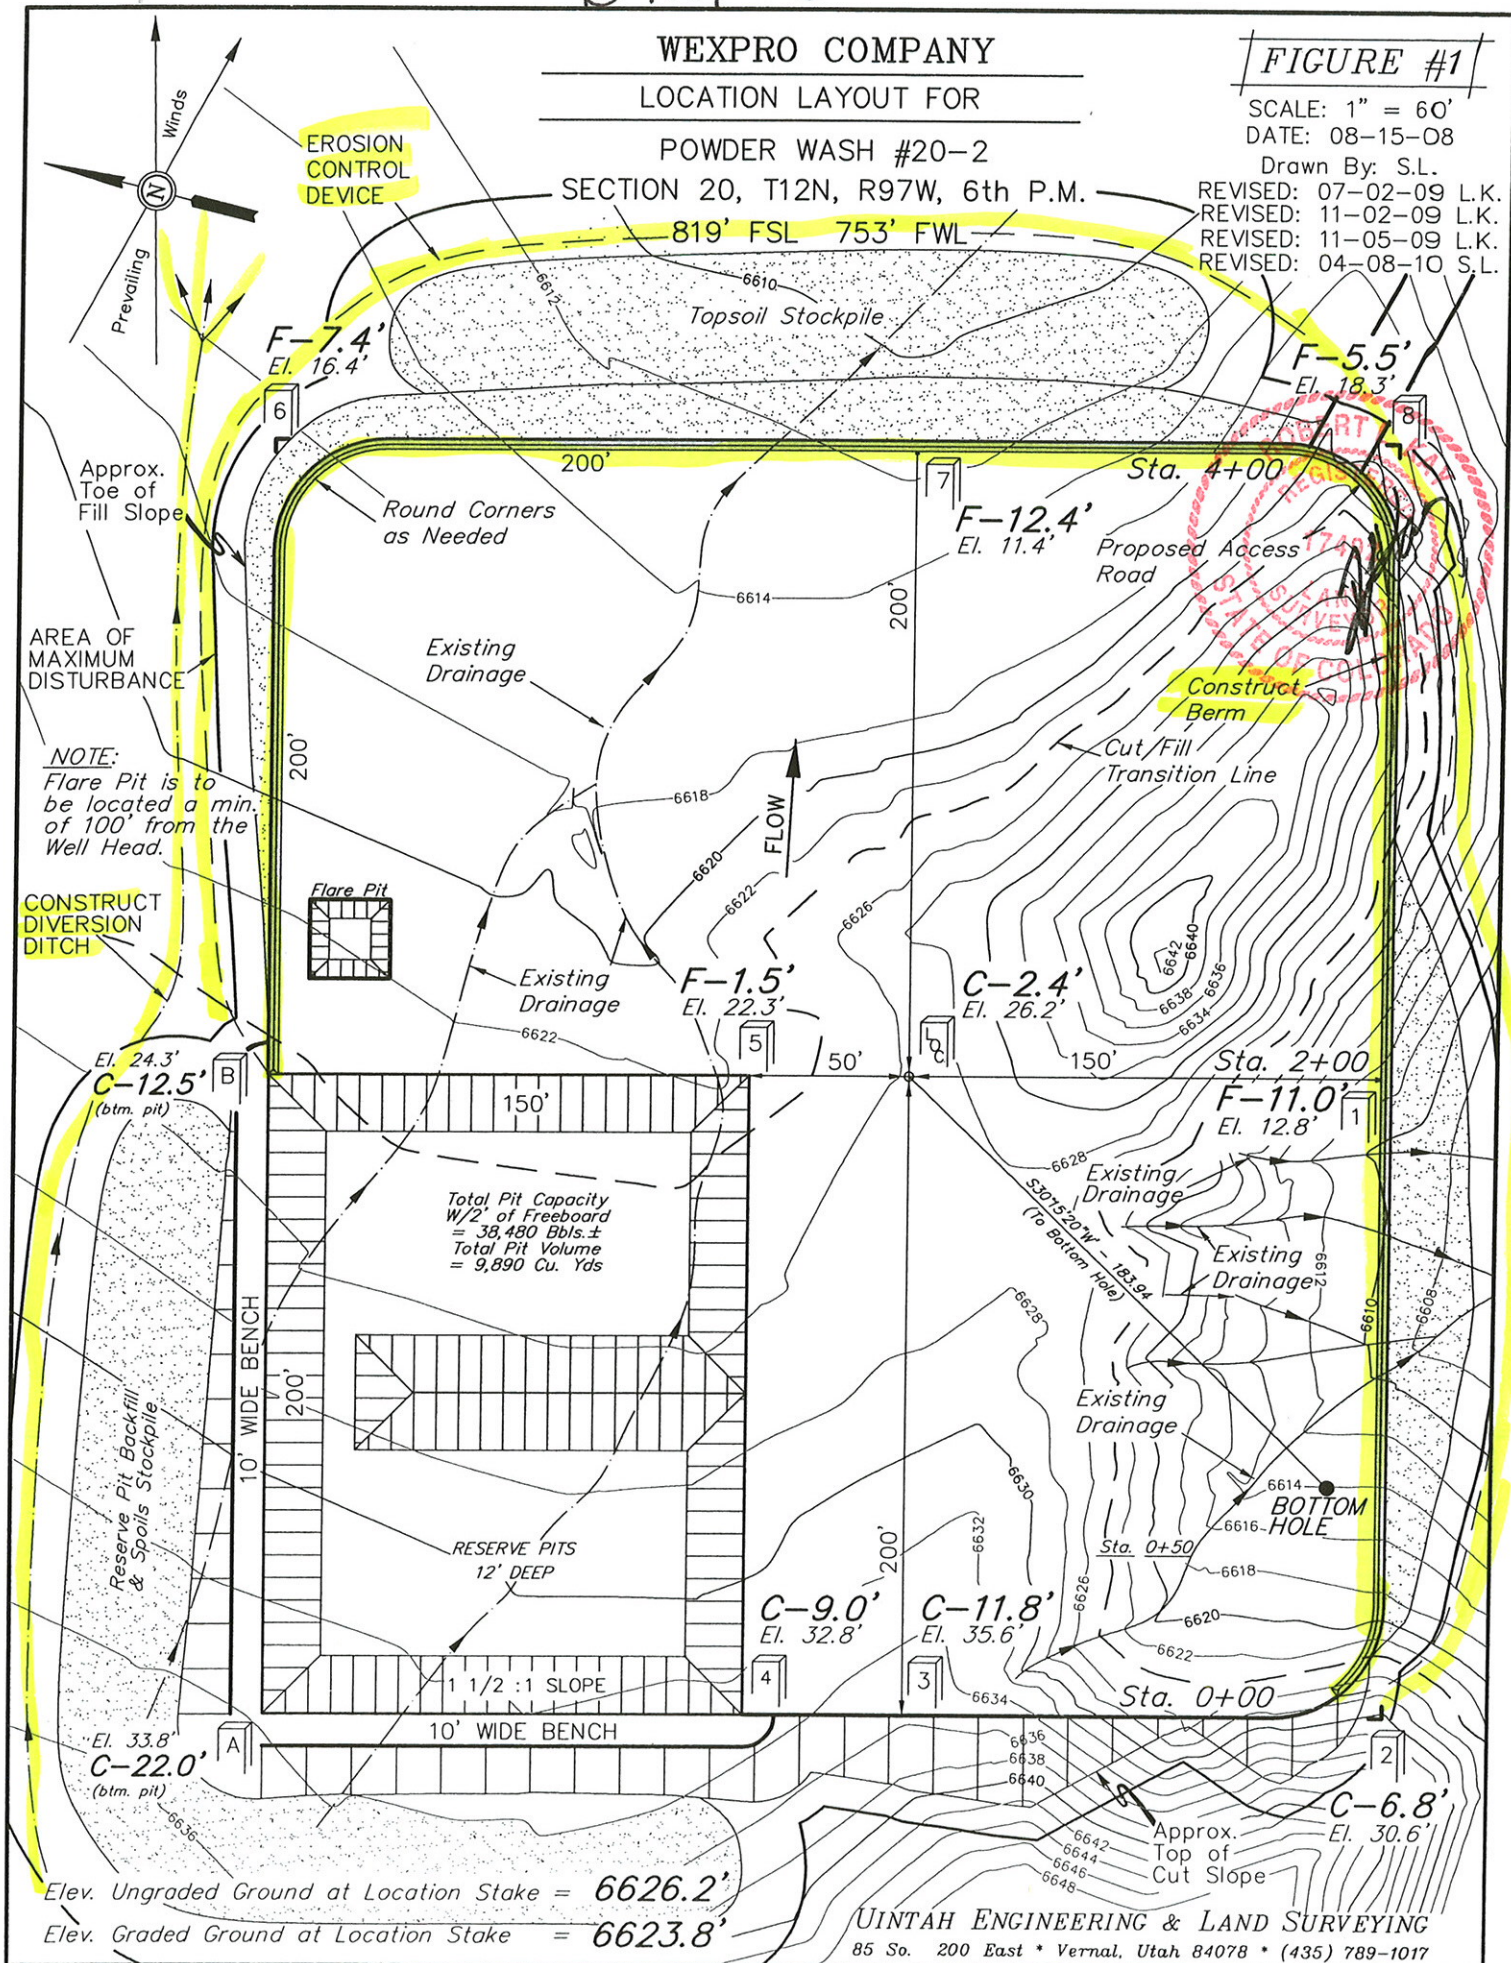 WEXPRO COMPANY
LOCATION LAYOUT FOR
POWDER WASH #20-2
SECTION 20, T12N, R97W, 6th P.M.
819' FSL 753' FWL
FIGURE #1
SCALE: 1" = 60'
DATE: 08-15-08
Drawn By: S.L.
REVISED: 07-02-09 L.K.
REVISED: 11-02-09 L.K.
REVISED: 11-05-09 L.K.
REVISED: 04-08-10 S.L.
Winds
N
Prevailing
EROSION
CONTROL
DEVICE
6612
6610
Topsoil Stockpile
F-7.4'
El. 16.4'
6
F-5.5'
El. 18.3'
8
Approx.
Toe of
Fill Slope
200'
Round Corners
as Needed
7
F-12.4'
El. 11.4'
Sta. 4+00
ROBERT
KAY
REGISTERED
LAND
SURVEYOR
STATE OF COLORADO
Proposed Access
Road
6614
200'
AREA OF
MAXIMUM
DISTURBANCE
Existing
Drainage
Construct
Berm
Cut/Fill
Transition Line
NOTE:
Flare Pit is to
be located a min.
of 100' from the
Well Head.
200'
6618
FLOW
6620
6622
6626
Flare Pit
CONSTRUCT
DIVERSION
DITCH
Existing
Drainage
6622
F-1.5'
El. 22.3'
5
C-2.4'
El. 26.2'
LOC
6642
6640
6638
6636
6634
El. 24.3'
C-12.5'
(btm. pit)
B
150'
50'
150'
Sta. 2+00
F-11.0'
El. 12.8'
1
6628
Existing
Drainage
S30°15'20"W - 183.94
(To Bottom Hole)
Existing
Drainage
6612
6610
6608
Total Pit Capacity
W/2' of Freeboard
= 38,480 Bbls.±
Total Pit Volume
= 9,890 Cu. Yds
6628
10' WIDE BENCH
200'
Reserve Pit Backfill
& Spoils Stockpile
Existing
Drainage
6630
6632
6614
BOTTOM
HOLE
6616
Sta. 0+50
6618
RESERVE PITS
12' DEEP
200'
6626
6620
6622
C-9.0'
El. 32.8'
4
C-11.8'
El. 35.6'
3
1 1/2 :1 SLOPE
6634
Sta. 0+00
10' WIDE BENCH
El. 33.8'
C-22.0'
(btm. pit)
A
6636
6636
6638
6640
2
C-6.8'
El. 30.6'
6642
6644
6646
6648
Approx.
Top of
Cut Slope
Elev. Ungraded Ground at Location Stake = 6626.2'
Elev. Graded Ground at Location Stake = 6623.8'
UINTAH ENGINEERING & LAND SURVEYING
85 So. 200 East * Vernal, Utah 84078 * (435) 789-1017